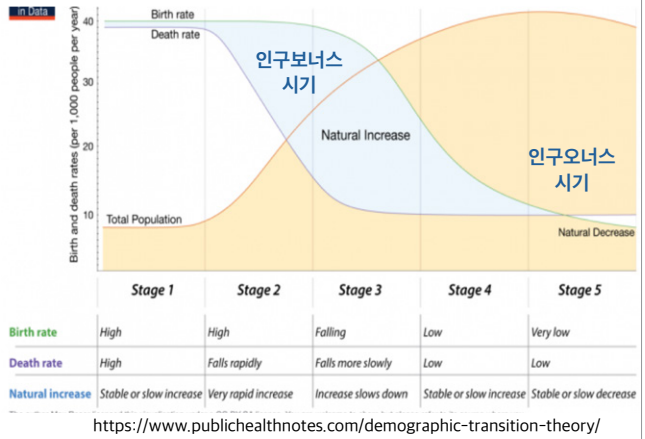 in Data
Birth and death rates (per 1,000 people per year)
40
30
20
10
Birth rate
Death rate
인구보너스
시기
Natural Increase
인구오너스
시기
Total Population
Natural Decrease
Stage 1 Stage 2 Stage 3 Stage 4 Stage 5
Birth rate High High Falling Low Very low
Death rate High Falls rapidly Falls more slowly Low Low
Natural increase Stable or slow increase Very rapid increase Increase slows down Stable or slow increase Stable or slow decrease
https://www.publichealthnotes.com/demographic-transition-theory/